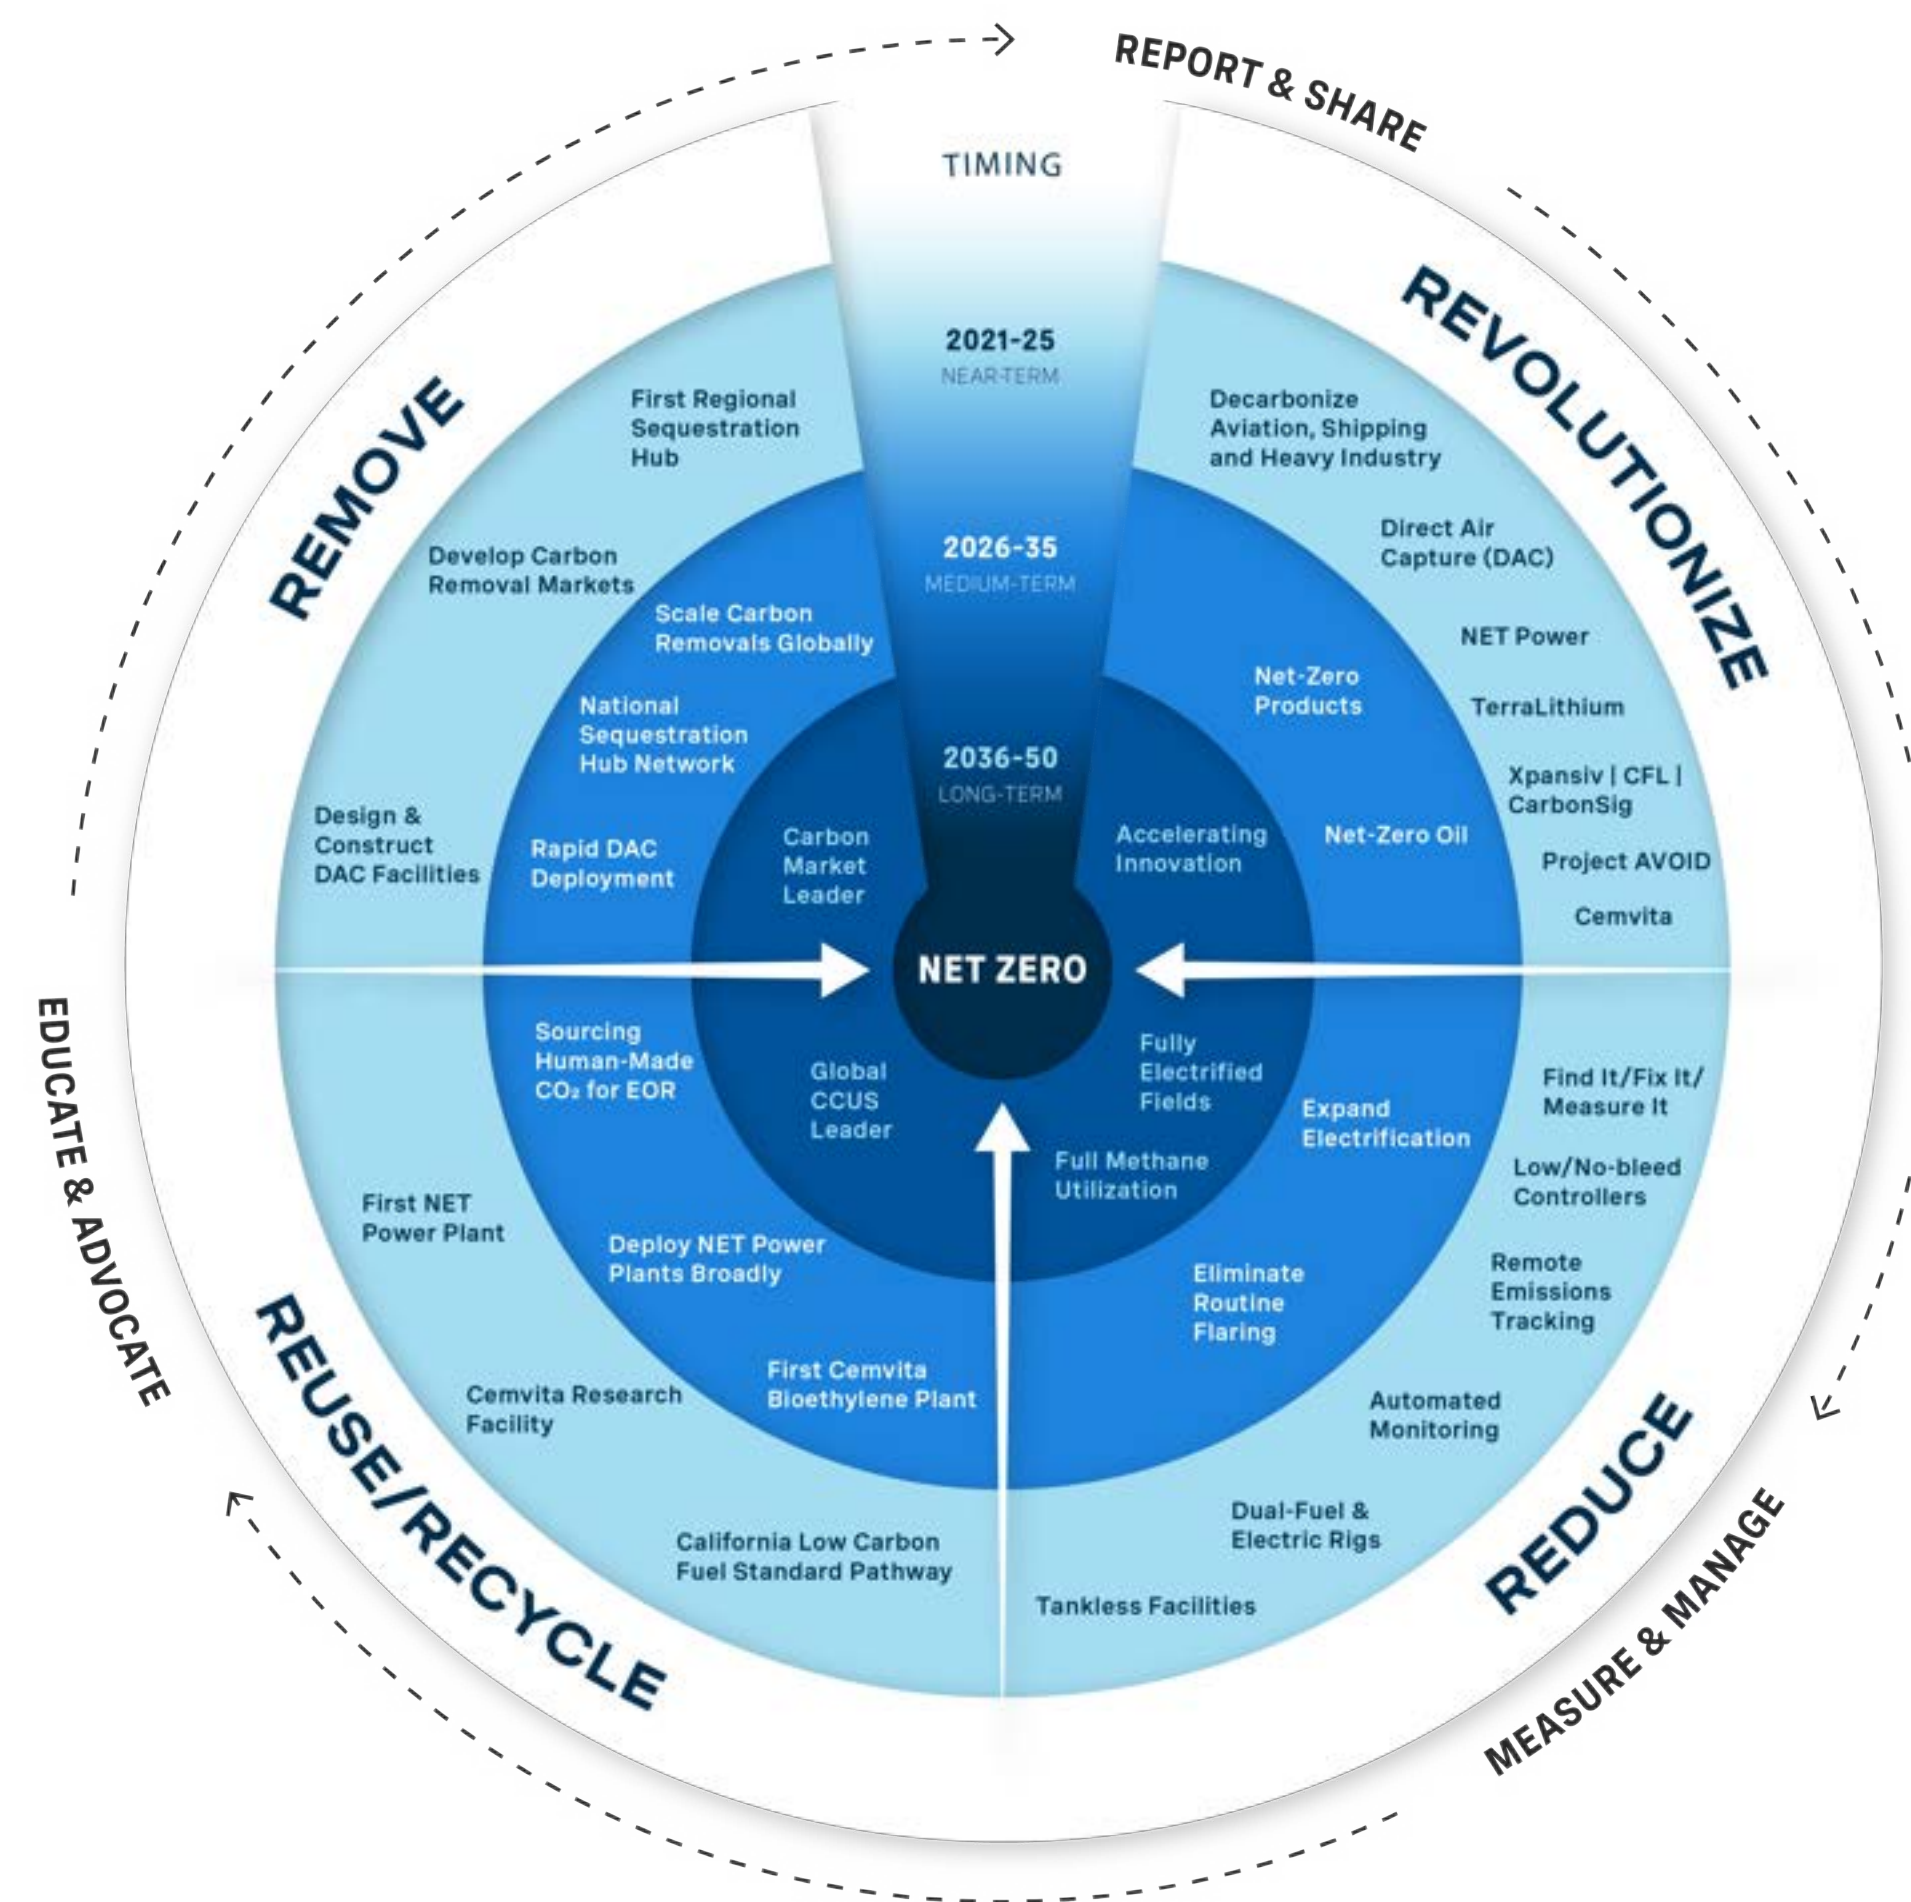 REPORT & SHARE
TIMING
2021-25
NEAR-TERM
2026-35
MEDIUM-TERM
2036-50
LONG-TERM
NET ZERO
REVOLUTIONIZE
Decarbonize
Aviation, Shipping
and Heavy Industry
Direct Air
Capture (DAC)
NET Power
TerraLithium
Xpansiv | CFL |
CarbonSig
Project AVOID
Cemvita
Net-Zero
Products
Net-Zero Oil
Accelerating
Innovation
REDUCE
Find It/Fix It/
Measure It
Low/No-bleed
Controllers
Remote
Emissions
Tracking
Automated
Monitoring
Dual-Fuel &
Electric Rigs
Tankless Facilities
Expand
Electrification
Eliminate
Routine
Flaring
Fully
Electrified
Fields
Full Methane
Utilization
MEASURE & MANAGE
REUSE/RECYCLE
First NET
Power Plant
Cemvita Research
Facility
California Low Carbon
Fuel Standard Pathway
Sourcing
Human-Made
CO₂ for EOR
Deploy NET Power
Plants Broadly
First Cemvita
Bioethylene Plant
Global
CCUS
Leader
EDUCATE & ADVOCATE
REMOVE
First Regional
Sequestration
Hub
Develop Carbon
Removal Markets
Design &
Construct
DAC Facilities
Scale Carbon
Removals Globally
National
Sequestration
Hub Network
Rapid DAC
Deployment
Carbon
Market
Leader